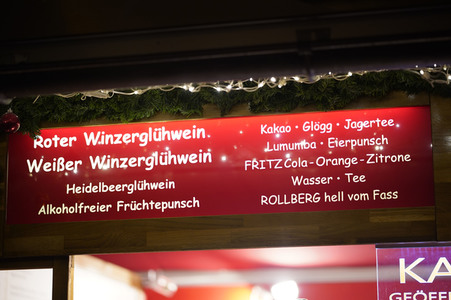 Roter Winzerglühwein
Weißer Winzerglühwein
Heidelbeerglühwein
Alkoholfreier Früchtepunsch
Kakao · Glögg · Jagertee
Lumumba · Eierpunsch
FRITZ Cola - Orange - Zitrone
Wasser · Tee
ROLLBERG hell vom Fass
KA
GEÖFF